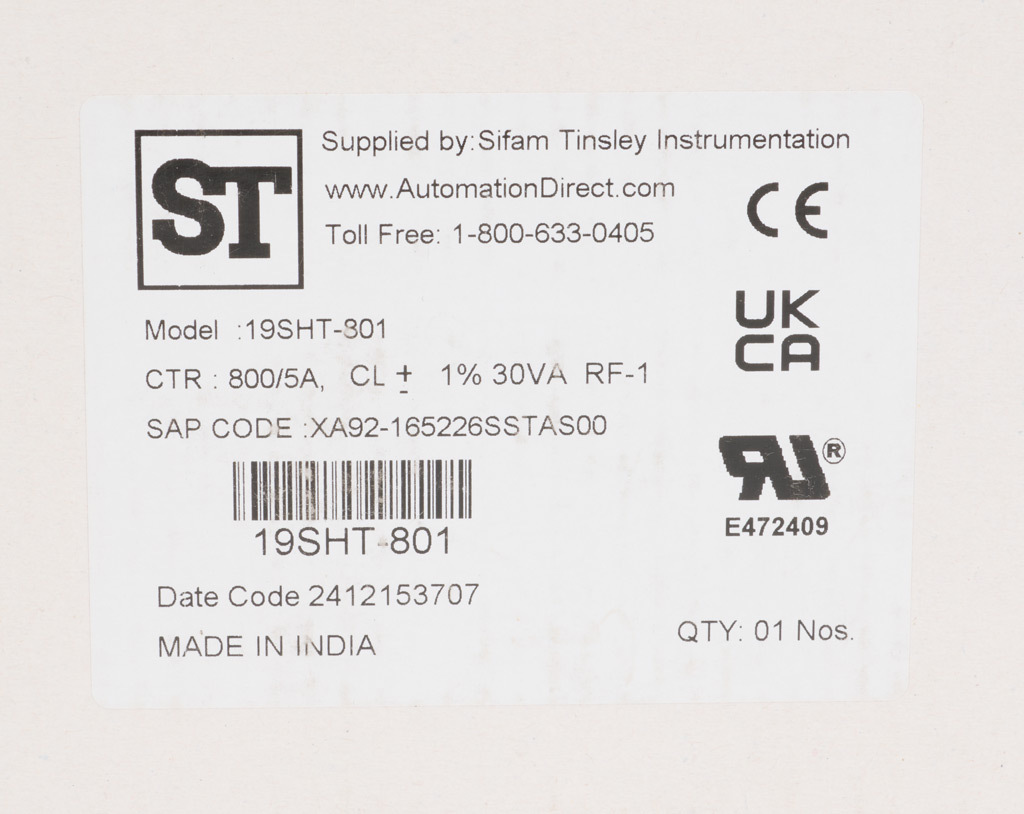 ST
Supplied by:Sifam Tinsley Instrumentation
www.AutomationDirect.com
Toll Free: 1-800-633-0405
CE
UK
CA
Model :19SHT-801
CTR : 800/5A, CL ± 1% 30VA RF-1
SAP CODE :XA92-165226SSTAS00
RU®
E472409
19SHT-801
Date Code 2412153707
MADE IN INDIA
QTY: 01 Nos.